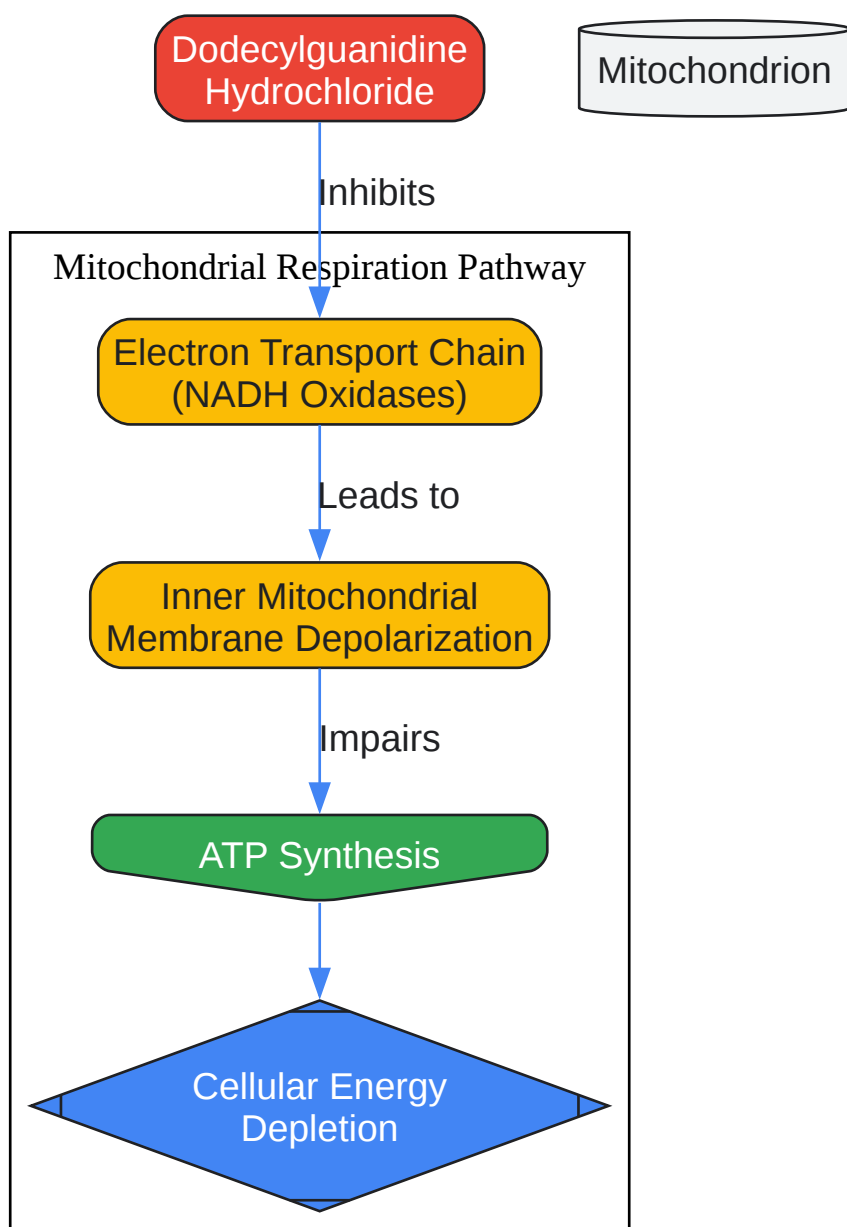 Dodecylguanidine
Hydrochloride
Mitochondrion
Inhibits
Mitochondrial Respiration Pathway
Electron Transport Chain
(NADH Oxidases)
Leads to
Inner Mitochondrial
Membrane Depolarization
Impairs
ATP Synthesis
Cellular Energy
Depletion